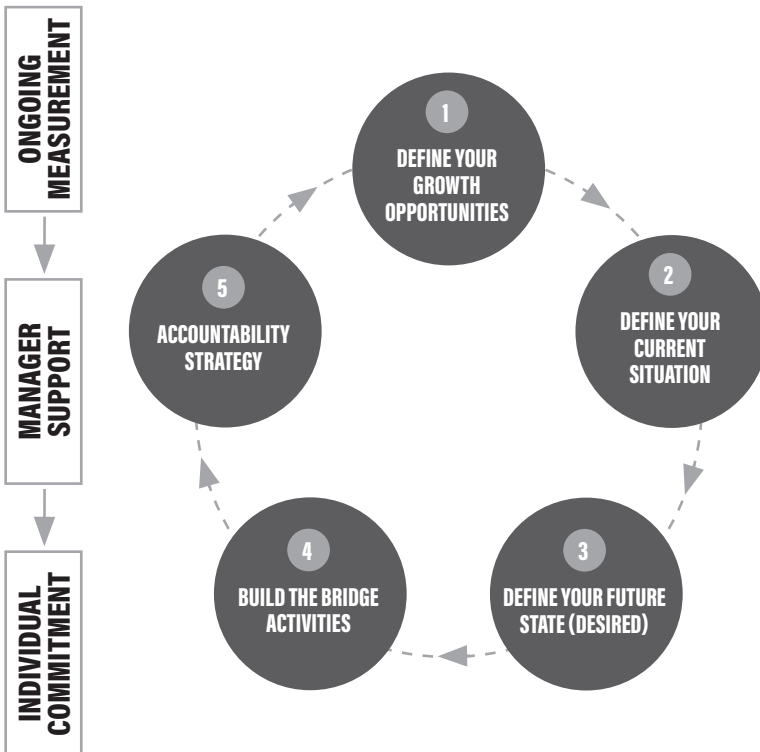 ONGOING
MEASUREMENT
MANAGER
SUPPORT
INDIVIDUAL
COMMITMENT
1
DEFINE YOUR
GROWTH
OPPORTUNITIES
2
DEFINE YOUR
CURRENT
SITUATION
3
DEFINE YOUR FUTURE
STATE (DESIRED)
4
BUILD THE BRIDGE
ACTIVITIES
5
ACCOUNTABILITY
STRATEGY